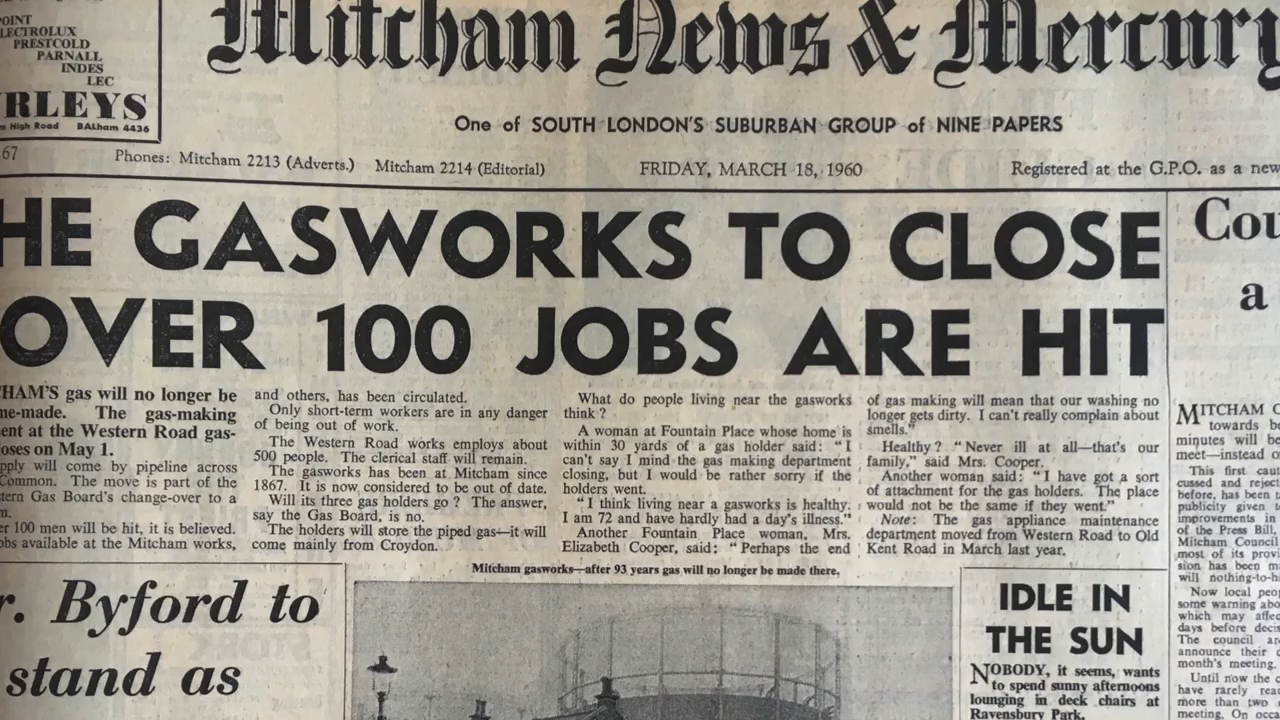 POINT
ELECTROLUX
PRESTCOLD
PARNALL
INDES
LEC
RLEYS
High Road BALham 4436
Mitcham News & Mercury
One of SOUTH LONDON'S SUBURBAN GROUP of NINE PAPERS
67 Phones: Mitcham 2213 (Adverts.) Mitcham 2214 (Editorial) FRIDAY, MARCH 18, 1960 Registered at the G.P.O. as a new
HE GASWORKS TO CLOSE
OVER 100 JOBS ARE HIT
HAM'S gas will no longer be
me-made. The gas-making
ent at the Western Road gas-
loses on May 1.
pply will come by pipeline across
Common. The move is part of the
stern Gas Board's change-over to a
m.
er 100 men will be hit, it is believed.
obs available at the Mitcham works,
and others, has been circulated.
Only short-term workers are in any danger
of being out of work.
The Western Road works employs about
500 people. The clerical staff will remain.
The gasworks has been at Mitcham since
1867. It is now considered to be out of date.
Will its three gas holders go? The answer,
say the Gas Board, is no.
The holders will store the piped gas—it will
come mainly from Croydon.
What do people living near the gasworks
think?
A woman at Fountain Place whose home is
within 30 yards of a gas holder said: "I
can't say I mind the gas making department
closing, but I would be rather sorry if the
holders went.
"I think living near a gasworks is healthy.
I am 72 and have hardly had a day's illness."
Another Fountain Place woman, Mrs.
Elizabeth Cooper, said: "Perhaps the end
of gas making will mean that our washing no
longer gets dirty. I can't really complain about
smells."
Healthy? "Never ill at all—that's our
family," said Mrs. Cooper.
Another woman said: "I have got a sort
of attachment for the gas holders. The place
would not be the same if they went."
Note: The gas appliance maintenance
department moved from Western Road to Old
Kent Road in March last year.
Mitcham gasworks—after 93 years gas will no longer be made there.
r. Byford to
stand as
IDLE IN
THE SUN
NOBODY, it seems, wants
to spend sunny afternoons
lounging in deck chairs at
Ravensbury Park.
Cou
a
MITCHAM C
towards be
minutes will be
meet—instead o
This first caut
cussed and reject
before, has been t
publicity given t
improvements in
of the Press Bill,
Mitcham Council
most of its provi
sion has been m
will nothing-to-h
Now local peop
some warning abo
which may affec
days before decis
The council ar
announce their d
month's meeting.
Until now the c
have rarely rea
more than two
meeting. On occa